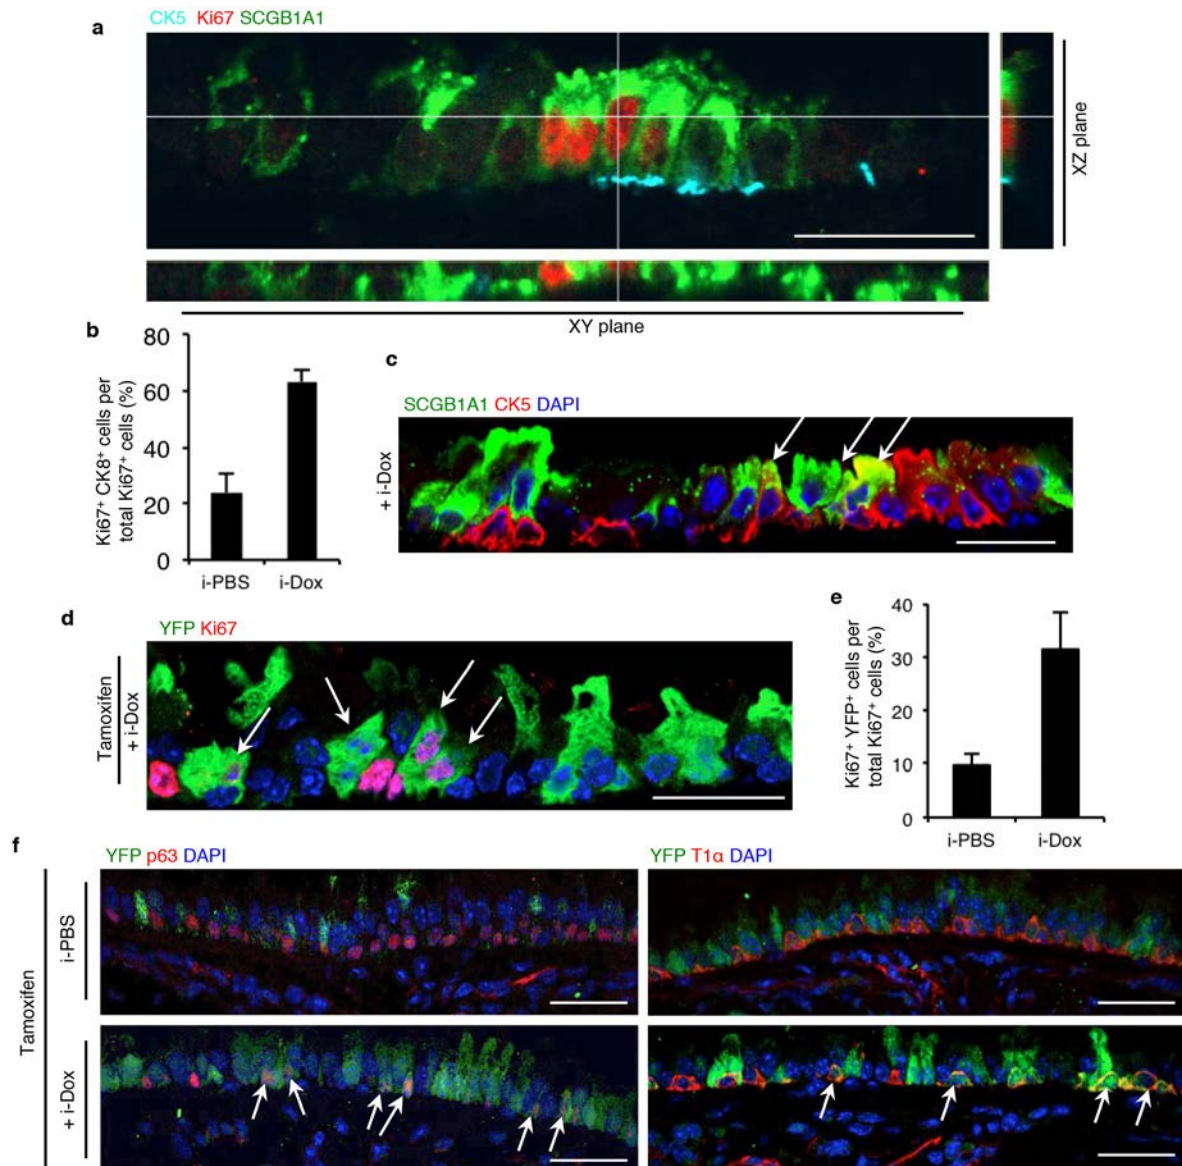 CK5 Ki67 SCGB1A1
a
XZ plane
XY plane
b
Ki67⁺ CK8⁺ cells per
total Ki67⁺ cells (%)
80
60
40
20
0
i-PBS
i-Dox
c
SCGB1A1 CK5 DAPI
+ i-Dox
d
YFP Ki67
Tamoxifen
+ i-Dox
e
Ki67⁺ YFP⁺ cells per
total Ki67⁺ cells (%)
40
30
20
10
0
i-PBS
i-Dox
f
YFP p63 DAPI
YFP T1α DAPI
Tamoxifen
i-PBS
+ i-Dox